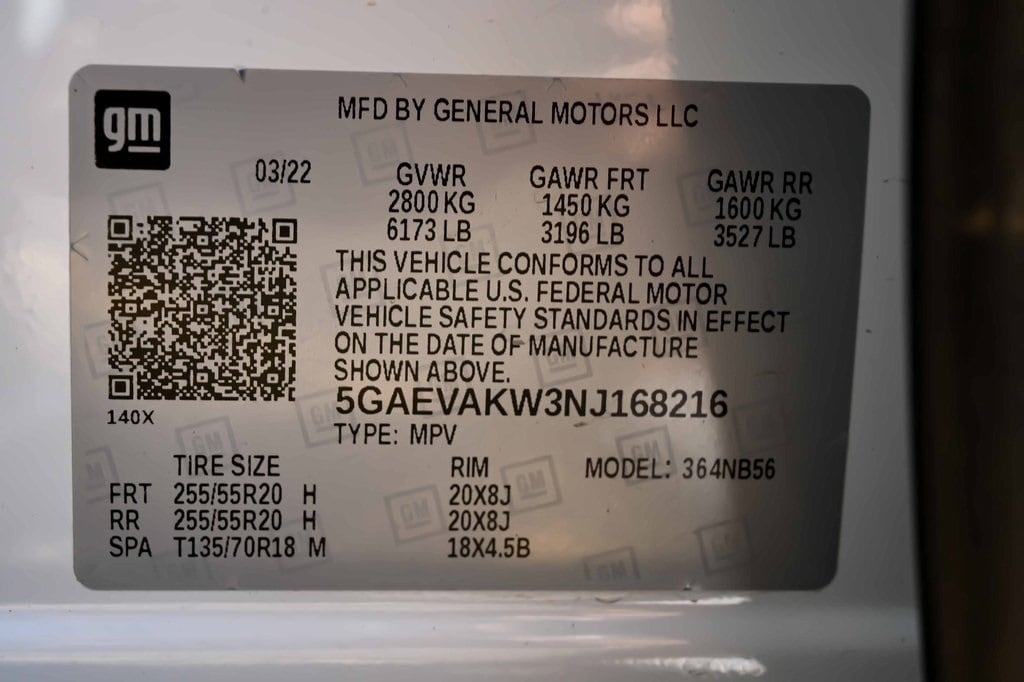 gm
MFD BY GENERAL MOTORS LLC
03/22 GVWR GAWR FRT GAWR RR
2800 KG 1450 KG 1600 KG
6173 LB 3196 LB 3527 LB
THIS VEHICLE CONFORMS TO ALL
APPLICABLE U.S. FEDERAL MOTOR
VEHICLE SAFETY STANDARDS IN EFFECT
ON THE DATE OF MANUFACTURE
SHOWN ABOVE.
140X
5GAEVAKW3NJ168216
TYPE: MPV
TIRE SIZE RIM MODEL: 364NB56
FRT 255/55R20 H 20X8J
RR 255/55R20 H 20X8J
SPA T135/70R18 M 18X4.5B